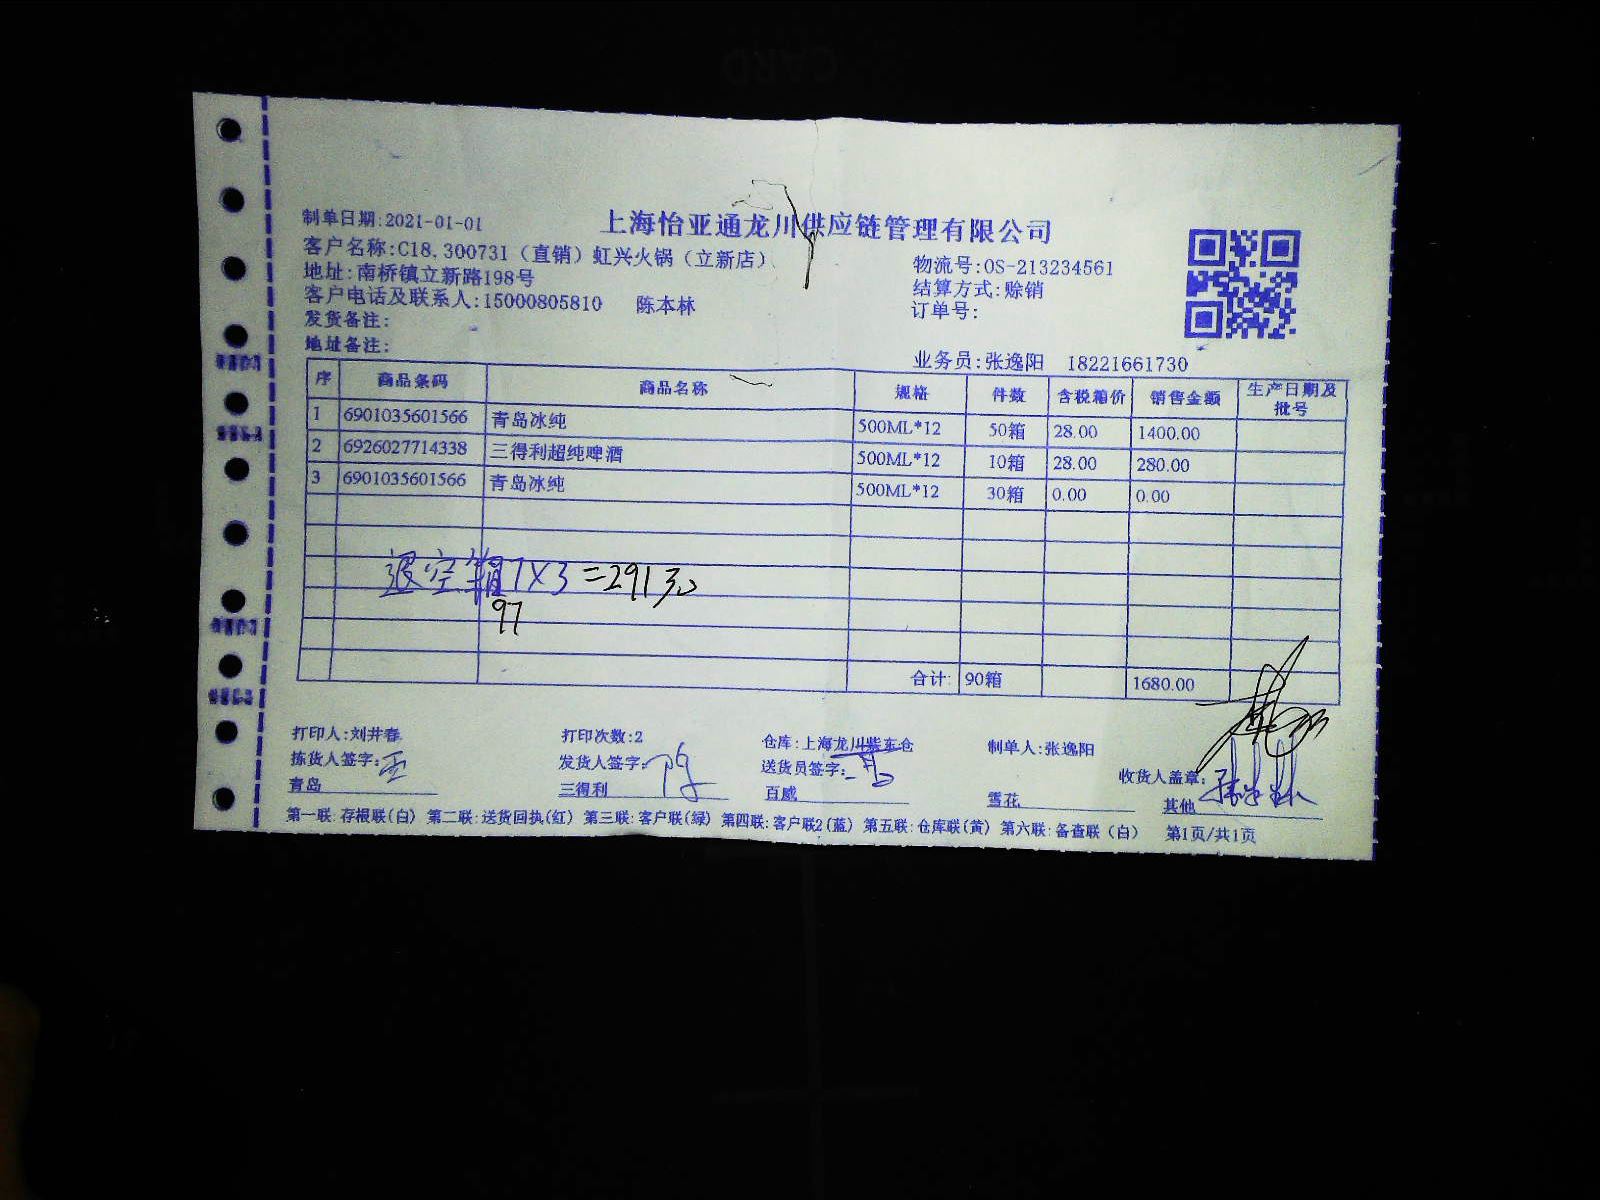 CARD
上海怡亚通龙川供应链管理有限公司
制单日期:2021-01-01
客户名称:C18.300731（直销）虹兴火锅（立新店）
物流号:OS-213234561
地址:南桥镇立新路198号
结算方式:赊销
客户电话及联系人:15000805810 陈本林
订单号:
发货备注:
地址备注:
业务员:张逸阳 18221661730
序 商品条码 商品名称 规格 件数 含税箱价 销售金额 生产日期及批号
1 6901035601566 青岛冰纯 500ML*12 50箱 28.00 1400.00
2 6926027714338 三得利超纯啤酒 500ML*12 10箱 28.00 280.00
3 6901035601566 青岛冰纯 500ML*12 30箱 0.00 0.00
退空箱97X3=291元
97
合计: 90箱 1680.00
打印人:刘井春 打印次数:2 仓库:上海龙川柴东仓 制单人:张逸阳
拣货人签字: 发货人签字: 送货员签字: 收货人盖章:
青岛 三得利 百威 雪花 其他
第一联:存根联(白) 第二联:送货回执(红) 第三联:客户联(绿) 第四联:客户联2(蓝) 第五联:仓库联(黄) 第六联:备查联（白） 第1页/共1页